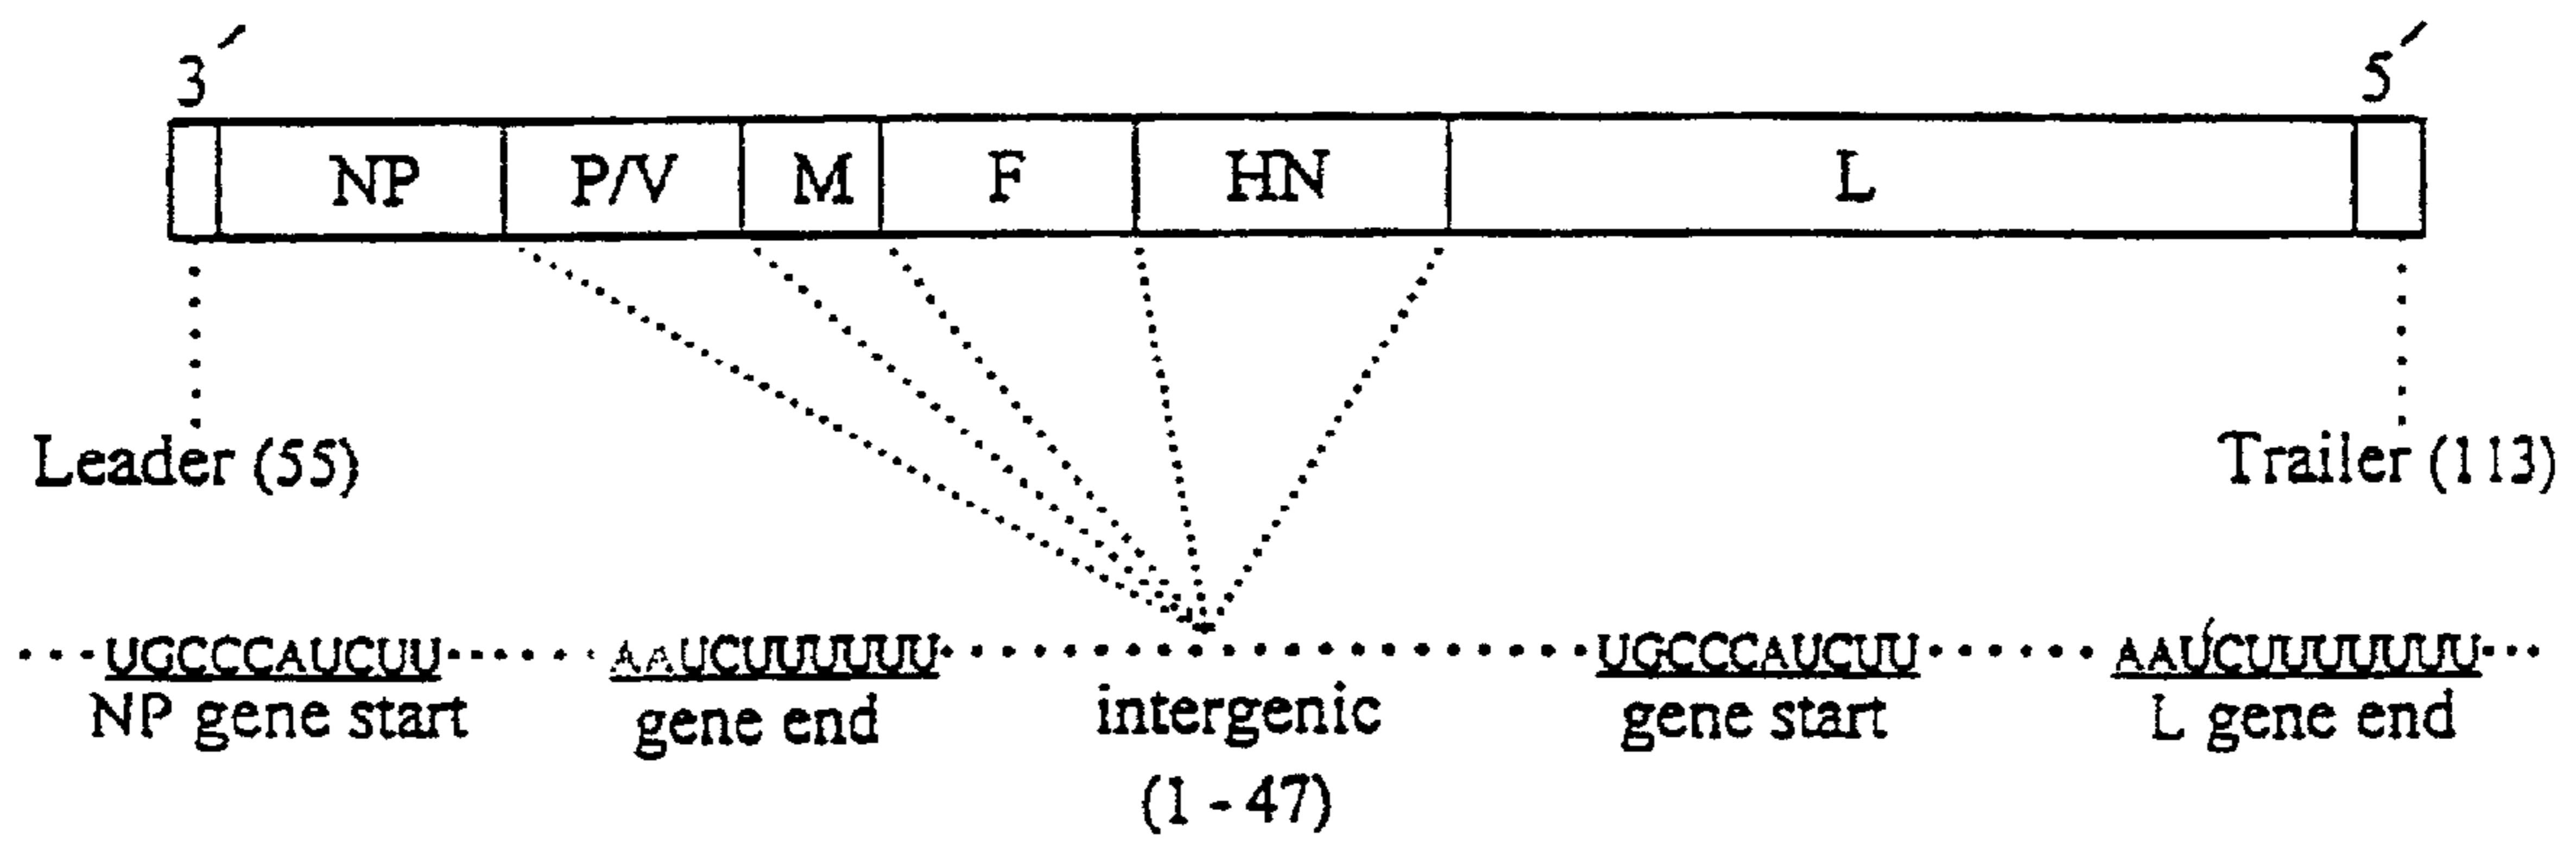 3´ 5´
NP P/V M F HN L
Leader (55) Trailer (113)
UGCCCAUCUU AAUCUUUUUU UGCCCAUCUU AAUCUUUUUUU
NP gene start gene end intergenic gene start L gene end
(1 - 47)